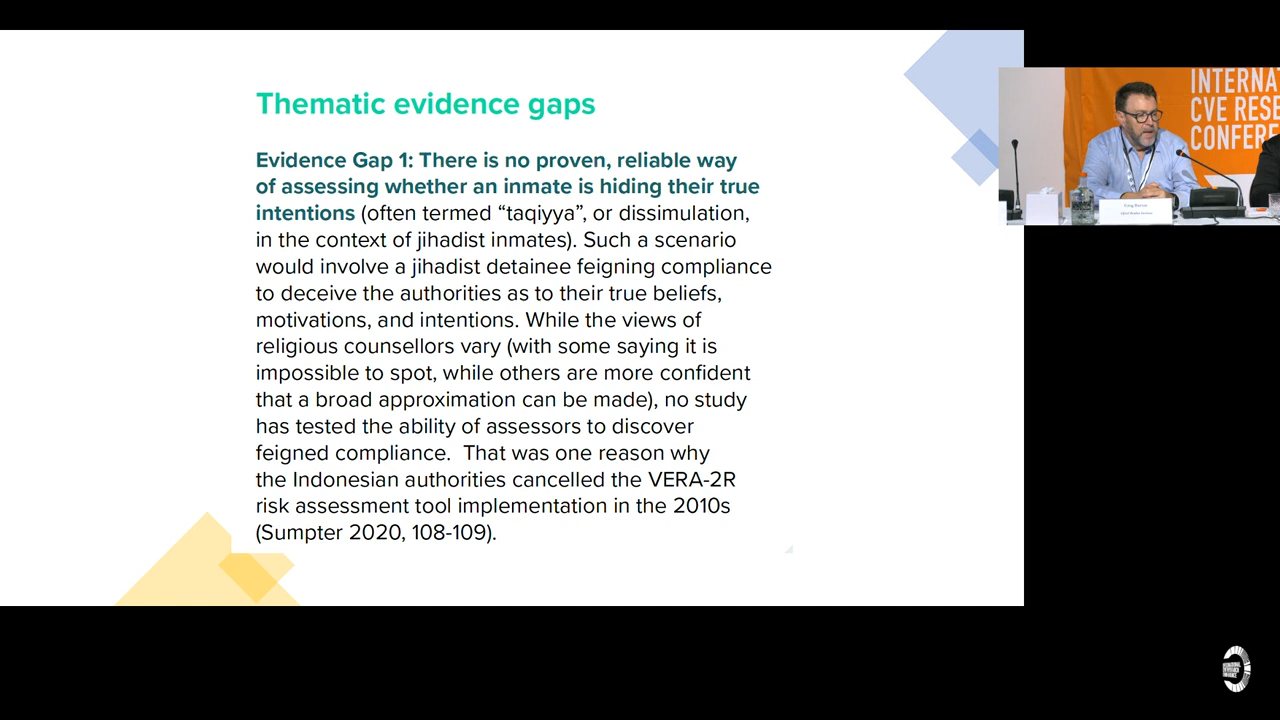 Thematic evidence gaps
Evidence Gap 1: There is no proven, reliable way
of assessing whether an inmate is hiding their true
intentions (often termed “taqiyya”, or dissimulation,
in the context of jihadist inmates). Such a scenario
would involve a jihadist detainee feigning compliance
to deceive the authorities as to their true beliefs,
motivations, and intentions. While the views of
religious counsellors vary (with some saying it is
impossible to spot, while others are more confident
that a broad approximation can be made), no study
has tested the ability of assessors to discover
feigned compliance.  That was one reason why
the Indonesian authorities cancelled the VERA-2R
risk assessment tool implementation in the 2010s
(Sumpter 2020, 108-109).
INTERNA
CVE RESE
CONFER